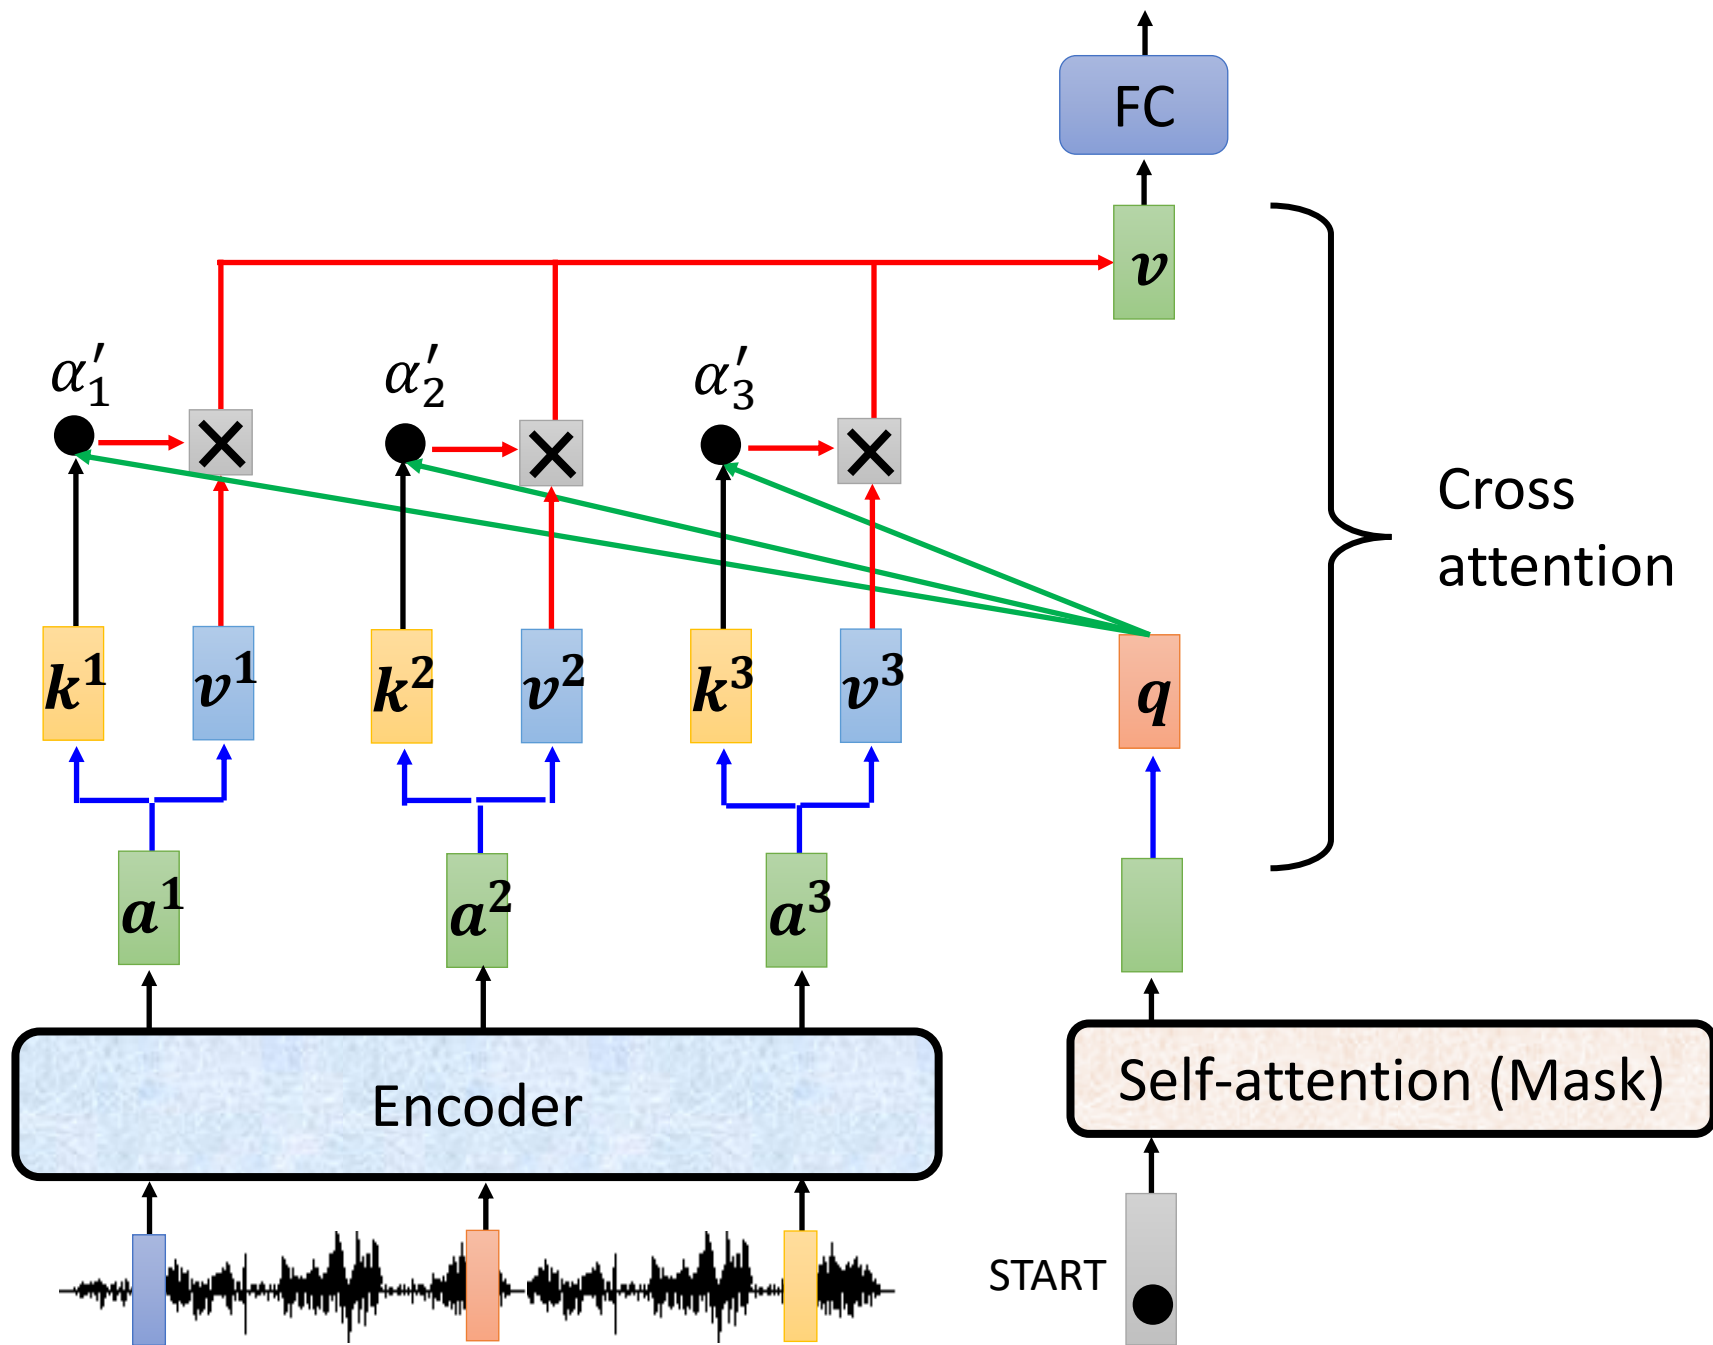 FC
v
α′₁ α′₂ α′₃
Cross
attention
k¹ v¹ k² v² k³ v³ q
a¹ a² a³
Encoder
Self-attention (Mask)
START